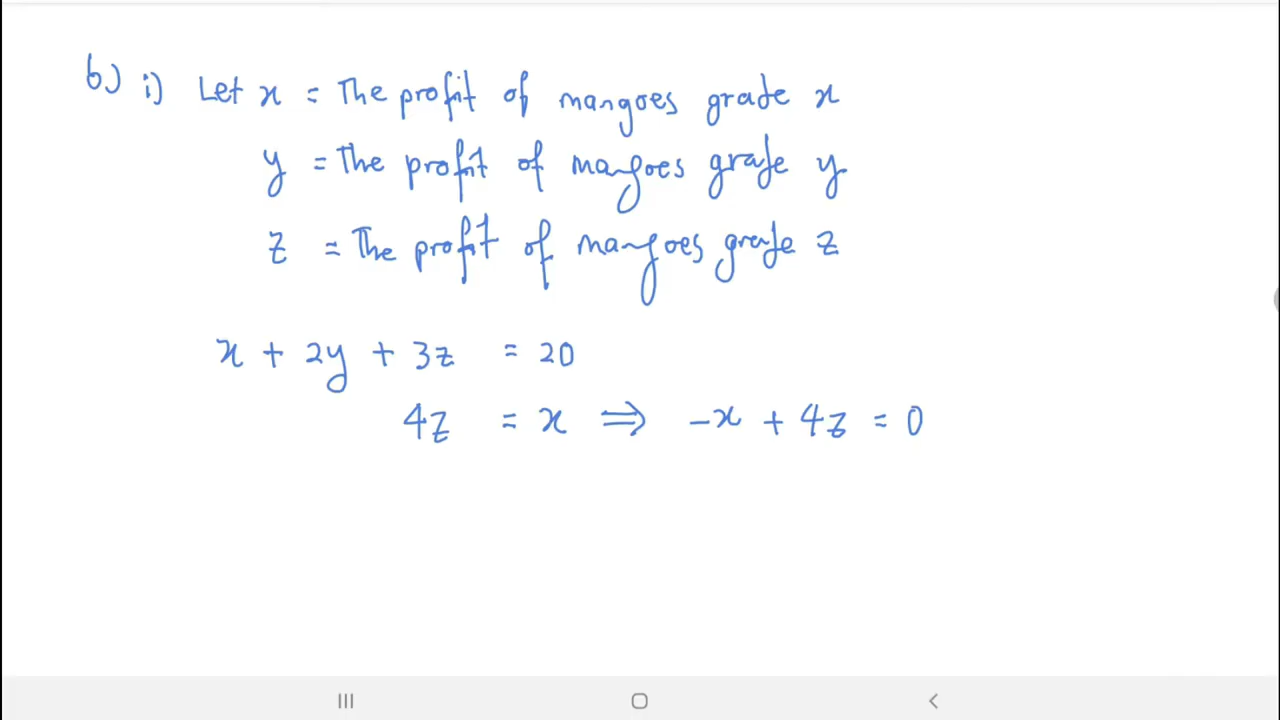 b) i) Let x = The profit of mangoes grade x
y = The profit of mangoes grade y
z = The profit of mangoes grade z
x + 2y + 3z = 20
4z = x ⇒ -x + 4z = 0